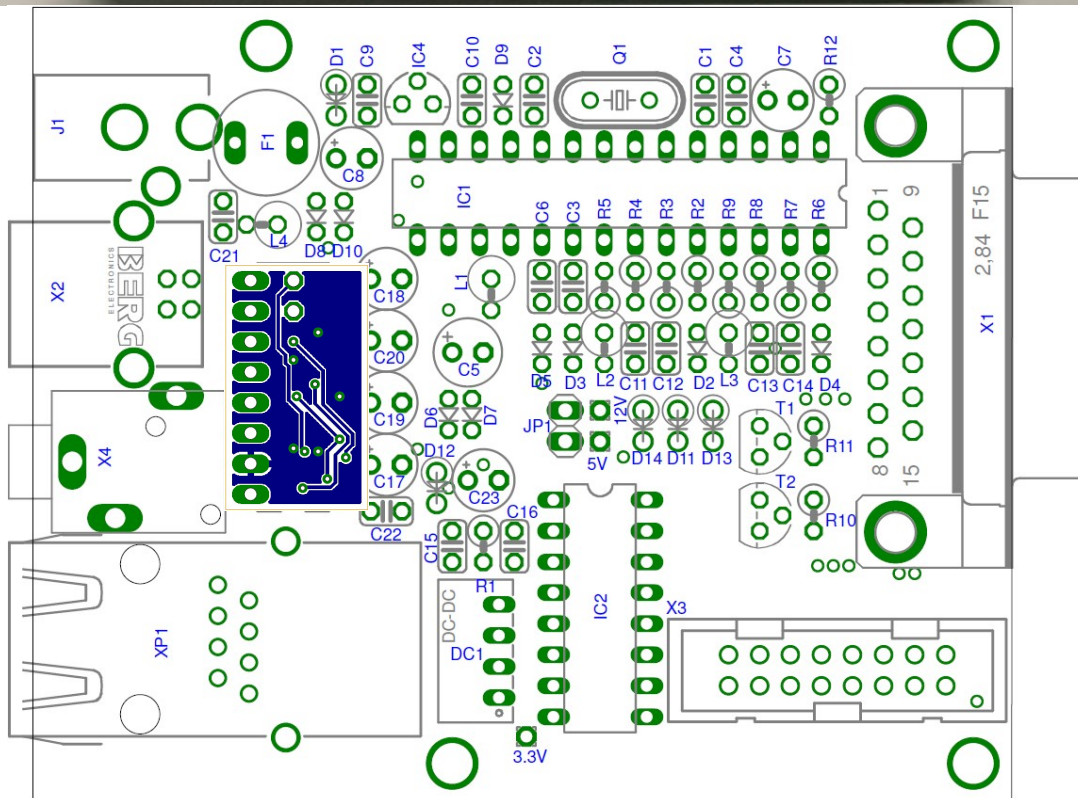 D1
C9
IC4
C10
D9
C2
Q1
C1
C4
C7
R12
J1
F1
C8
IC1
C6
C3
R5
R4
R3
R2
R9
R8
R7
R6
1
9
2,84 F15
L4
D8
D10
C21
X2
BERG
ELECTRONICS
C18
L1
C20
C5
X1
D5
D3
L2
C11
C12
D2
L3
C13
C14
D4
C19
D6
D7
JP1
12V
5V
D14
D11
D13
T1
R11
8
15
X4
D12
C17
C23
T2
R10
C22
C15
C16
R1
IC2
X3
XP1
DC-DC
DC1
3.3V